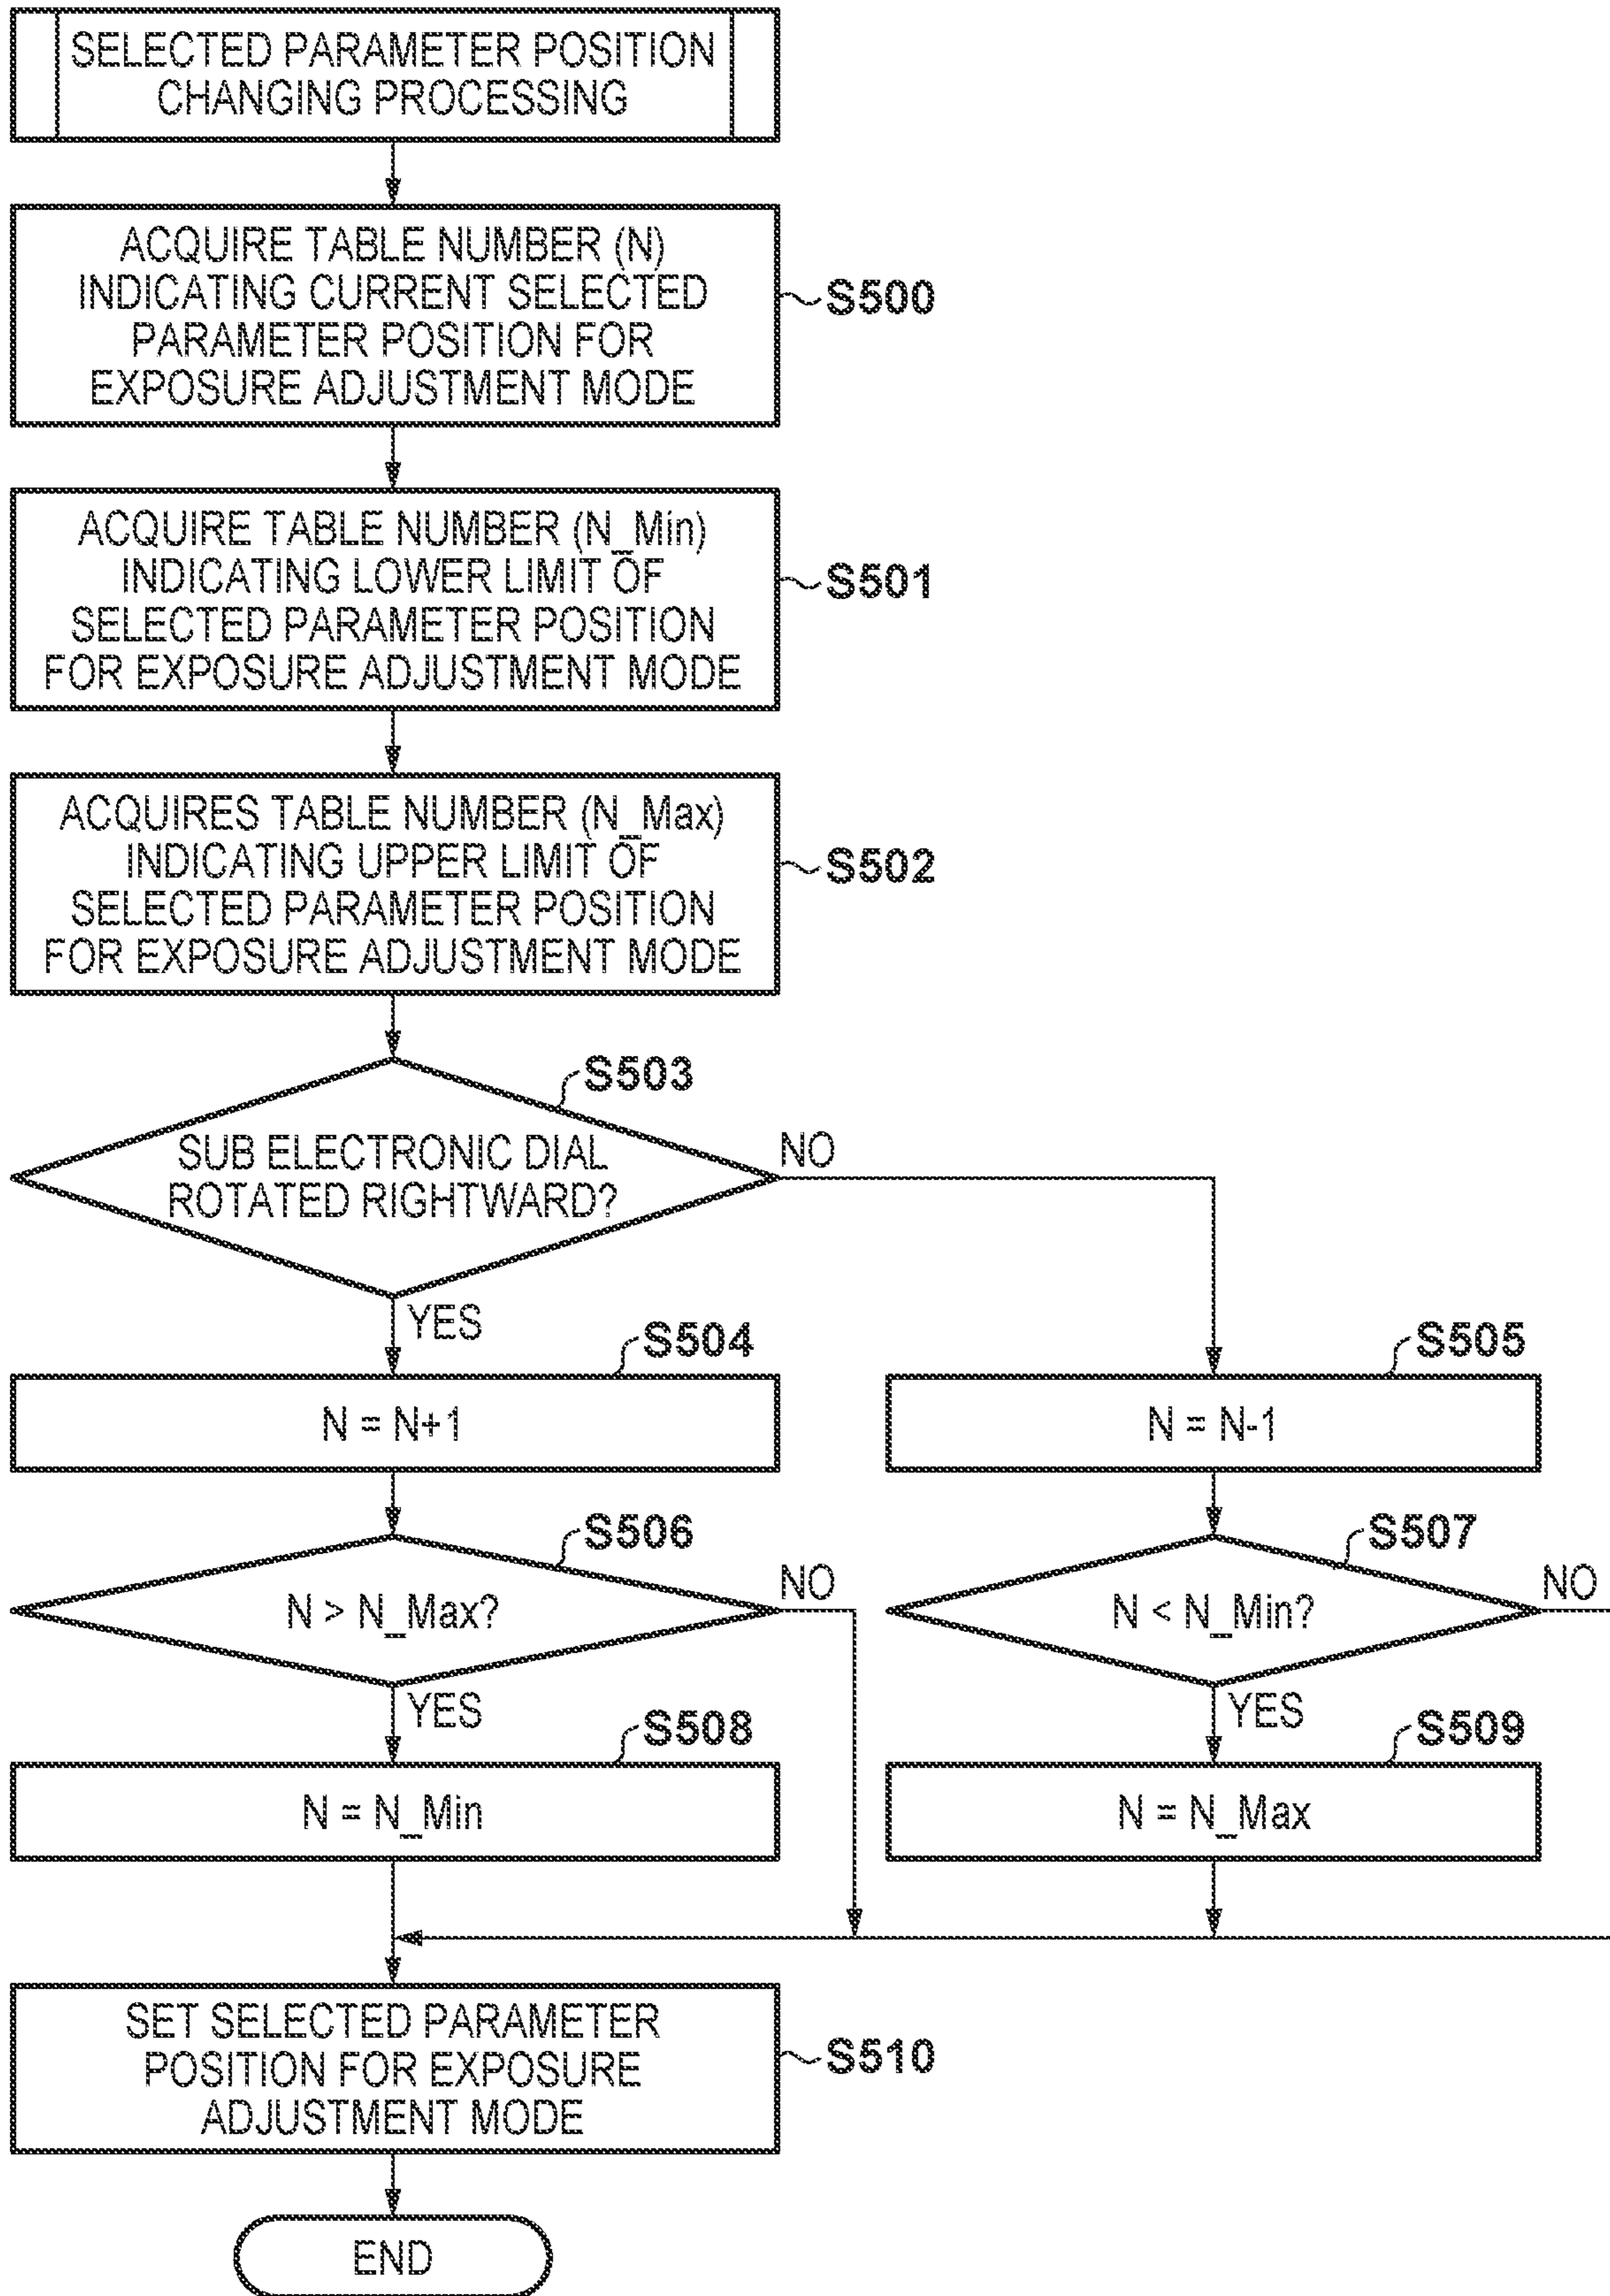 SELECTED PARAMETER POSITION
CHANGING PROCESSING
ACQUIRE TABLE NUMBER (N)
INDICATING CURRENT SELECTED
PARAMETER POSITION FOR
EXPOSURE ADJUSTMENT MODE
S500
ACQUIRE TABLE NUMBER (N_Min)
INDICATING LOWER LIMIT OF
SELECTED PARAMETER POSITION
FOR EXPOSURE ADJUSTMENT MODE
S501
ACQUIRES TABLE NUMBER (N_Max)
INDICATING UPPER LIMIT OF
SELECTED PARAMETER POSITION
FOR EXPOSURE ADJUSTMENT MODE
S502
S503
SUB ELECTRONIC DIAL
ROTATED RIGHTWARD?
NO
YES
S504
N = N+1
S505
N = N-1
S506
N > N_Max?
NO
YES
S507
N < N_Min?
NO
YES
S508
N = N_Min
S509
N = N_Max
SET SELECTED PARAMETER
POSITION FOR EXPOSURE
ADJUSTMENT MODE
S510
END